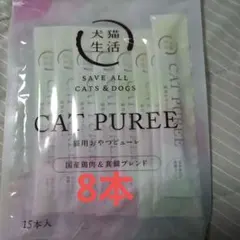 犬猫
生活
SAVE ALL
CATS & DOGS
CAT PUREE
猫用おやつピューレ
国産鶏肉&真鯛ブレンド
8本
15本入